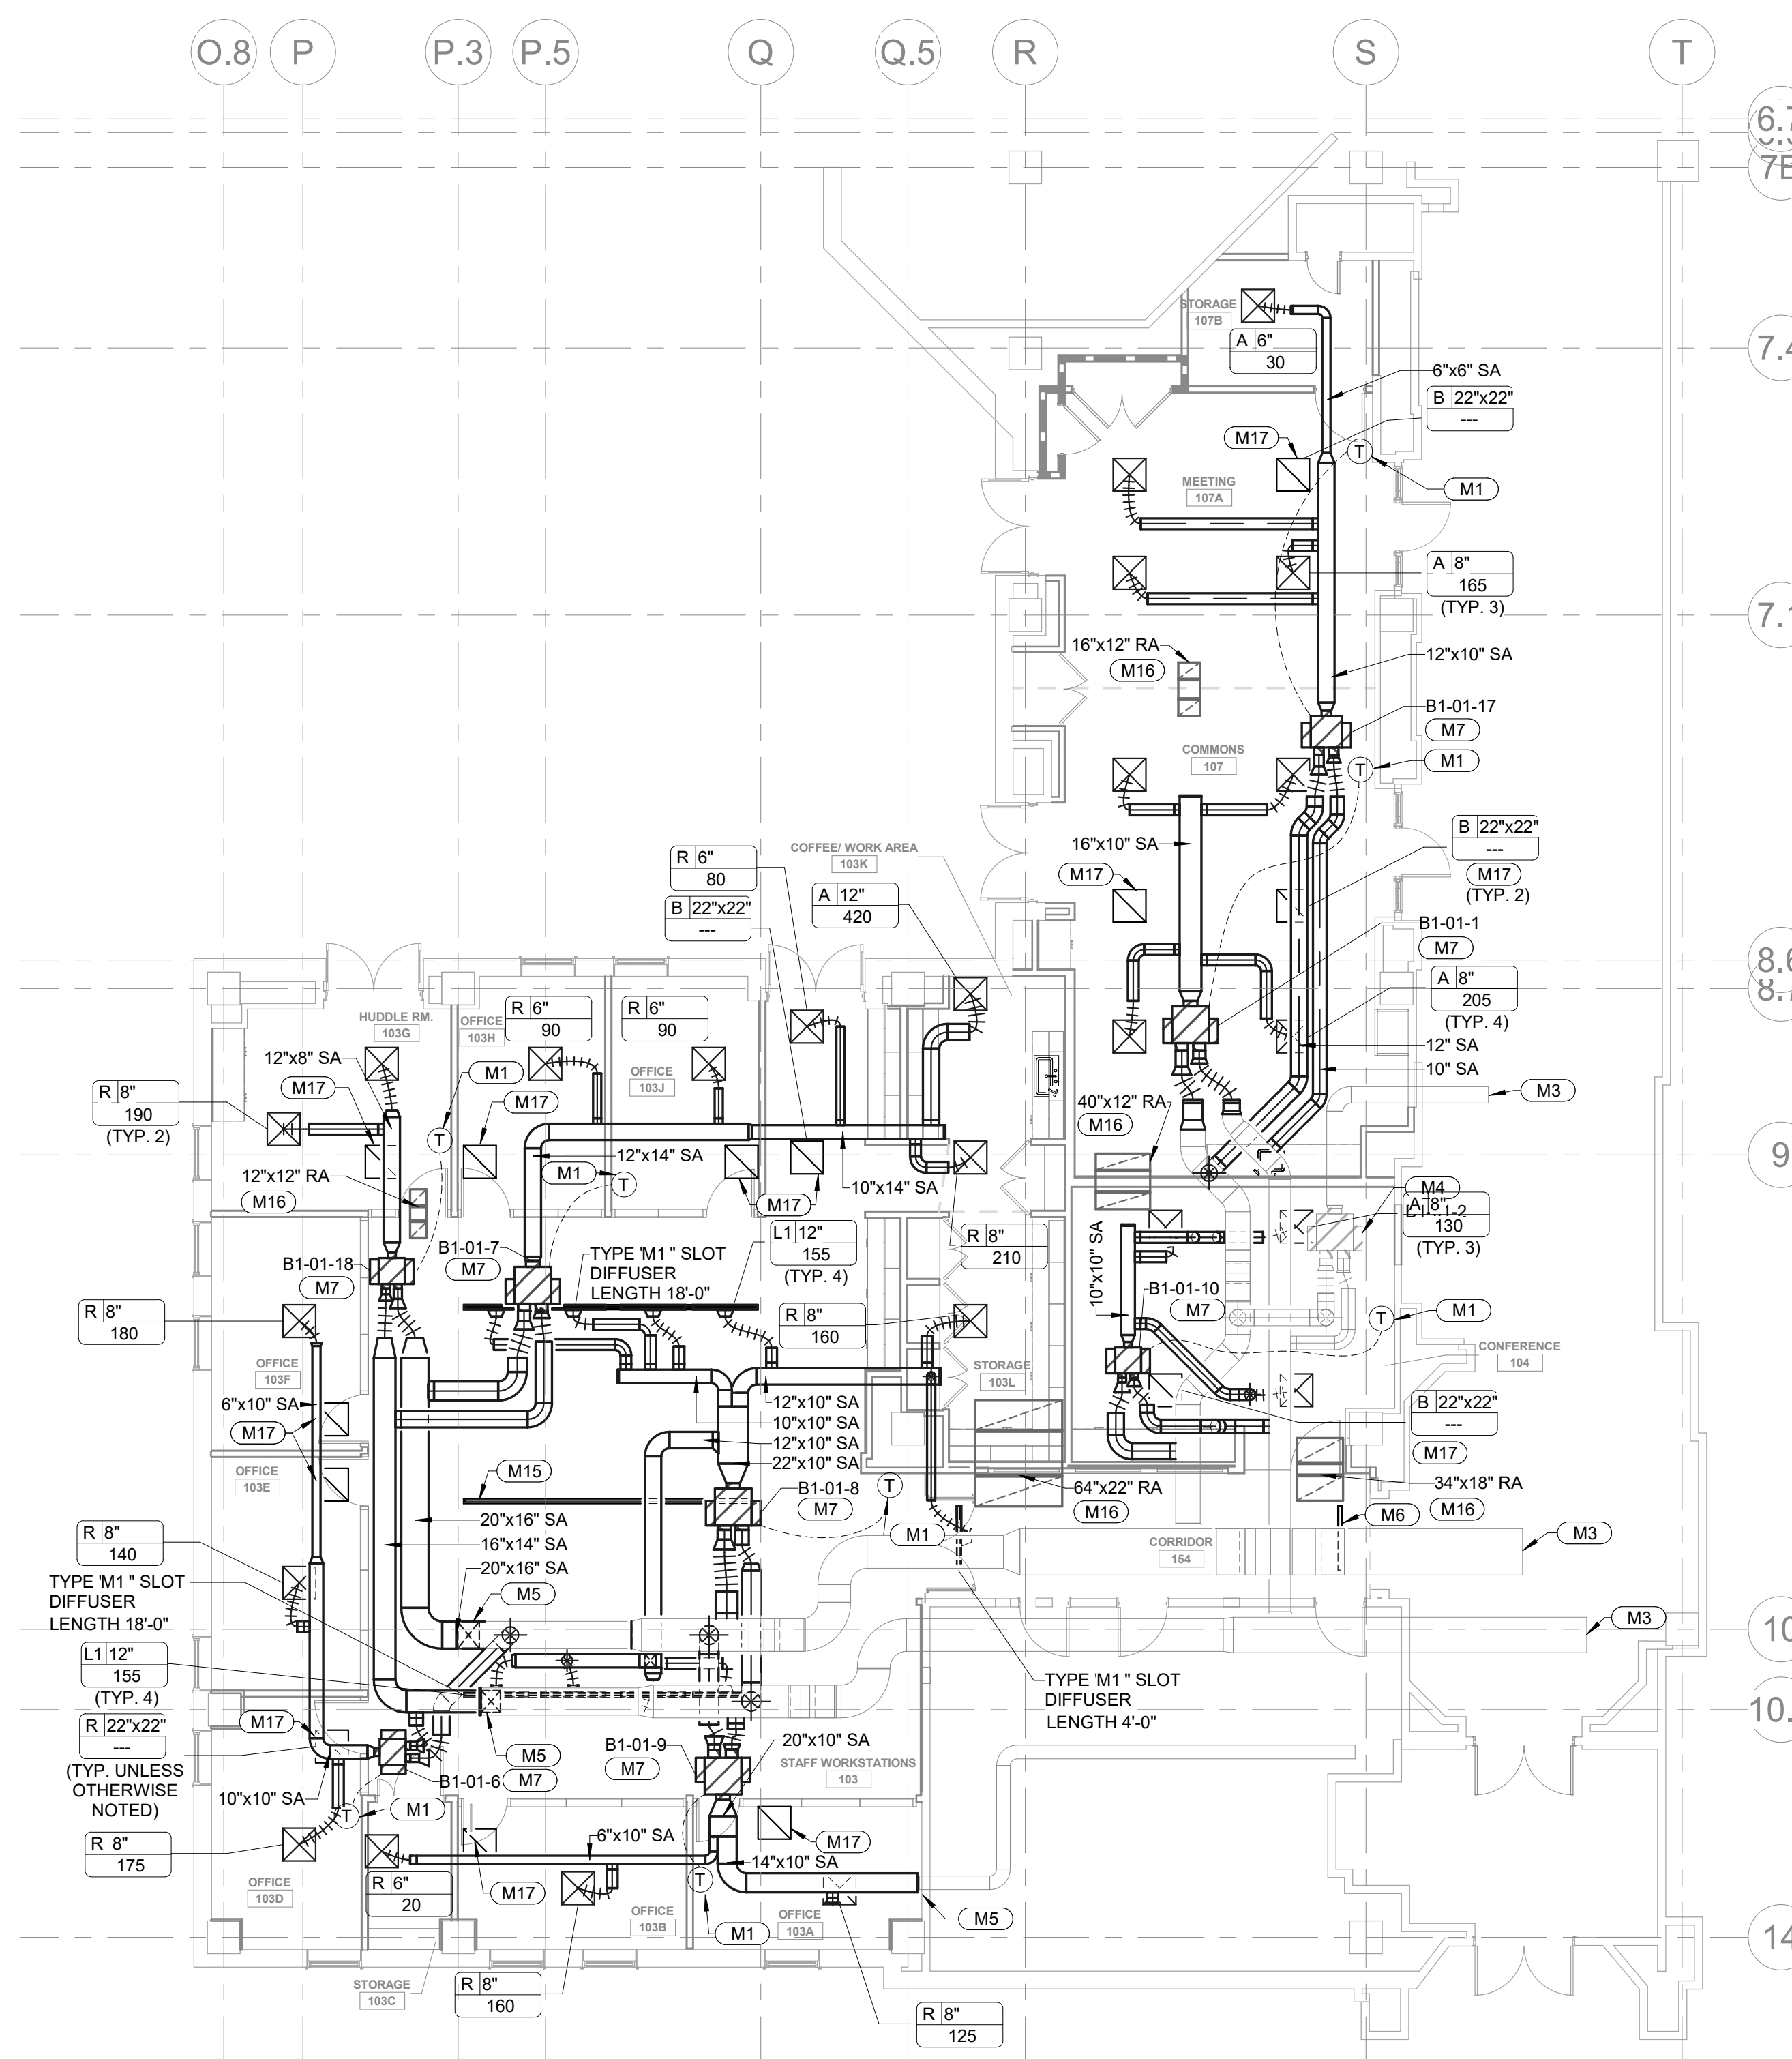 O.8
P
P.3
P.5
Q
Q.5
R
S
T
7.4
9
14
STORAGE
107B
A 6"
30
6"x6" SA
B 22"x22"
---
M17
T
M1
MEETING
107A
A 8"
165
(TYP. 3)
16"x12" RA
M16
12"x10" SA
B1-01-17
M7
COMMONS
107
T
M1
16"x10" SA
B 22"x22"
---
M17
(TYP. 2)
M17
B1-01-1
M7
A 8"
205
(TYP. 4)
12" SA
10" SA
M3
R 6"
80
B 22"x22"
---
COFFEE/ WORK AREA
103K
A 12"
420
HUDDLE RM.
103G
OFFICE
103H
R 6"
90
R 6"
90
12"x8" SA
M17
M1
OFFICE
103J
M17
R 8"
190
(TYP. 2)
T
40"x12" RA
M16
12"x14" SA
M1
T
12"x12" RA
M16
10"x14" SA
M17
M4
A 8"
130
(TYP. 3)
B1-01-18
M7
B1-01-7
M7
TYPE 'M1 " SLOT
DIFFUSER
LENGTH 18'-0"
L1 12"
155
(TYP. 4)
R 8"
210
10"x10" SA
B1-01-10
M7
T
M1
R 8"
180
R 8"
160
OFFICE
103F
STORAGE
103L
CONFERENCE
104
6"x10" SA
M17
12"x10" SA
10"x10" SA
12"x10" SA
22"x10" SA
B 22"x22"
---
M17
OFFICE
103E
M15
B1-01-8
M7
T
64"x22" RA
M16
34"x18" RA
M16
M6
20"x16" SA
16"x14" SA
20"x16" SA
M1
CORRIDOR
154
M3
R 8"
140
TYPE 'M1 " SLOT
DIFFUSER
LENGTH 18'-0"
M5
M3
L1 12"
155
(TYP. 4)
TYPE 'M1 " SLOT
DIFFUSER
LENGTH 4'-0"
R 22"x22"
---
(TYP. UNLESS
OTHERWISE
NOTED)
M17
M5
M7
B1-01-9
M7
20"x10" SA
STAFF WORKSTATIONS
103
B1-01-6
10"x10" SA
T
M1
R 8"
175
6"x10" SA
M17
14"x10" SA
OFFICE
103D
R 6"
20
M17
T
OFFICE
103B
M1
OFFICE
103A
M5
STORAGE
103C
R 8"
160
R 8"
125